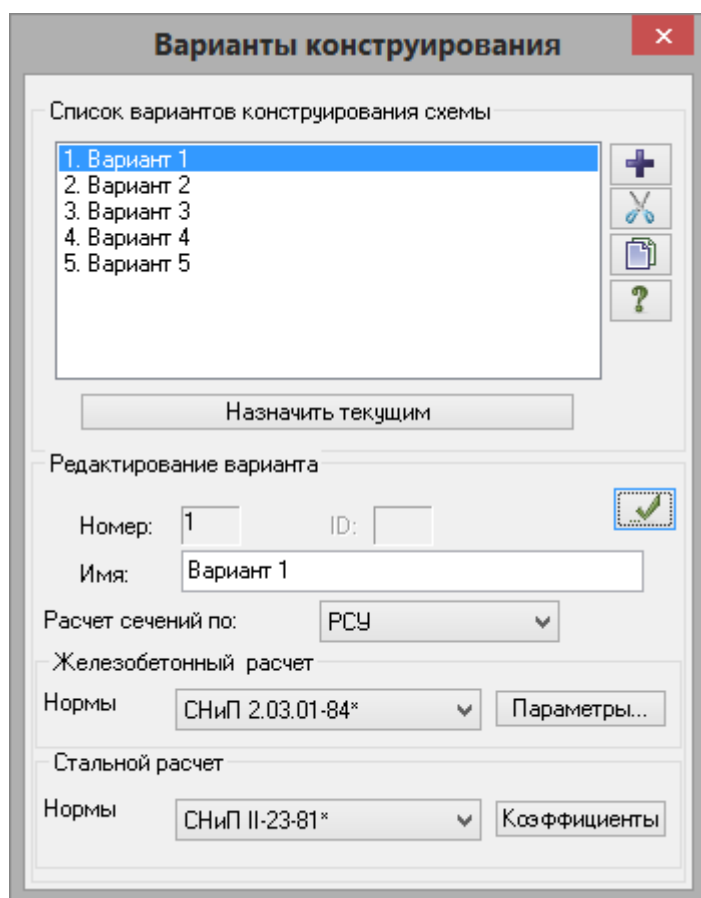 Варианты конструирования
Список вариантов конструирования схемы
1. Вариант 1
2. Вариант 2
3. Вариант 3
4. Вариант 4
5. Вариант 5
Назначить текущим
Редактирование варианта
Номер: 1 ID:
Имя: Вариант 1
Расчет сечений по: РСУ
Железобетонный расчет
Нормы СНиП 2.03.01-84* Параметры...
Стальной расчет
Нормы СНиП II-23-81* Коэффициенты